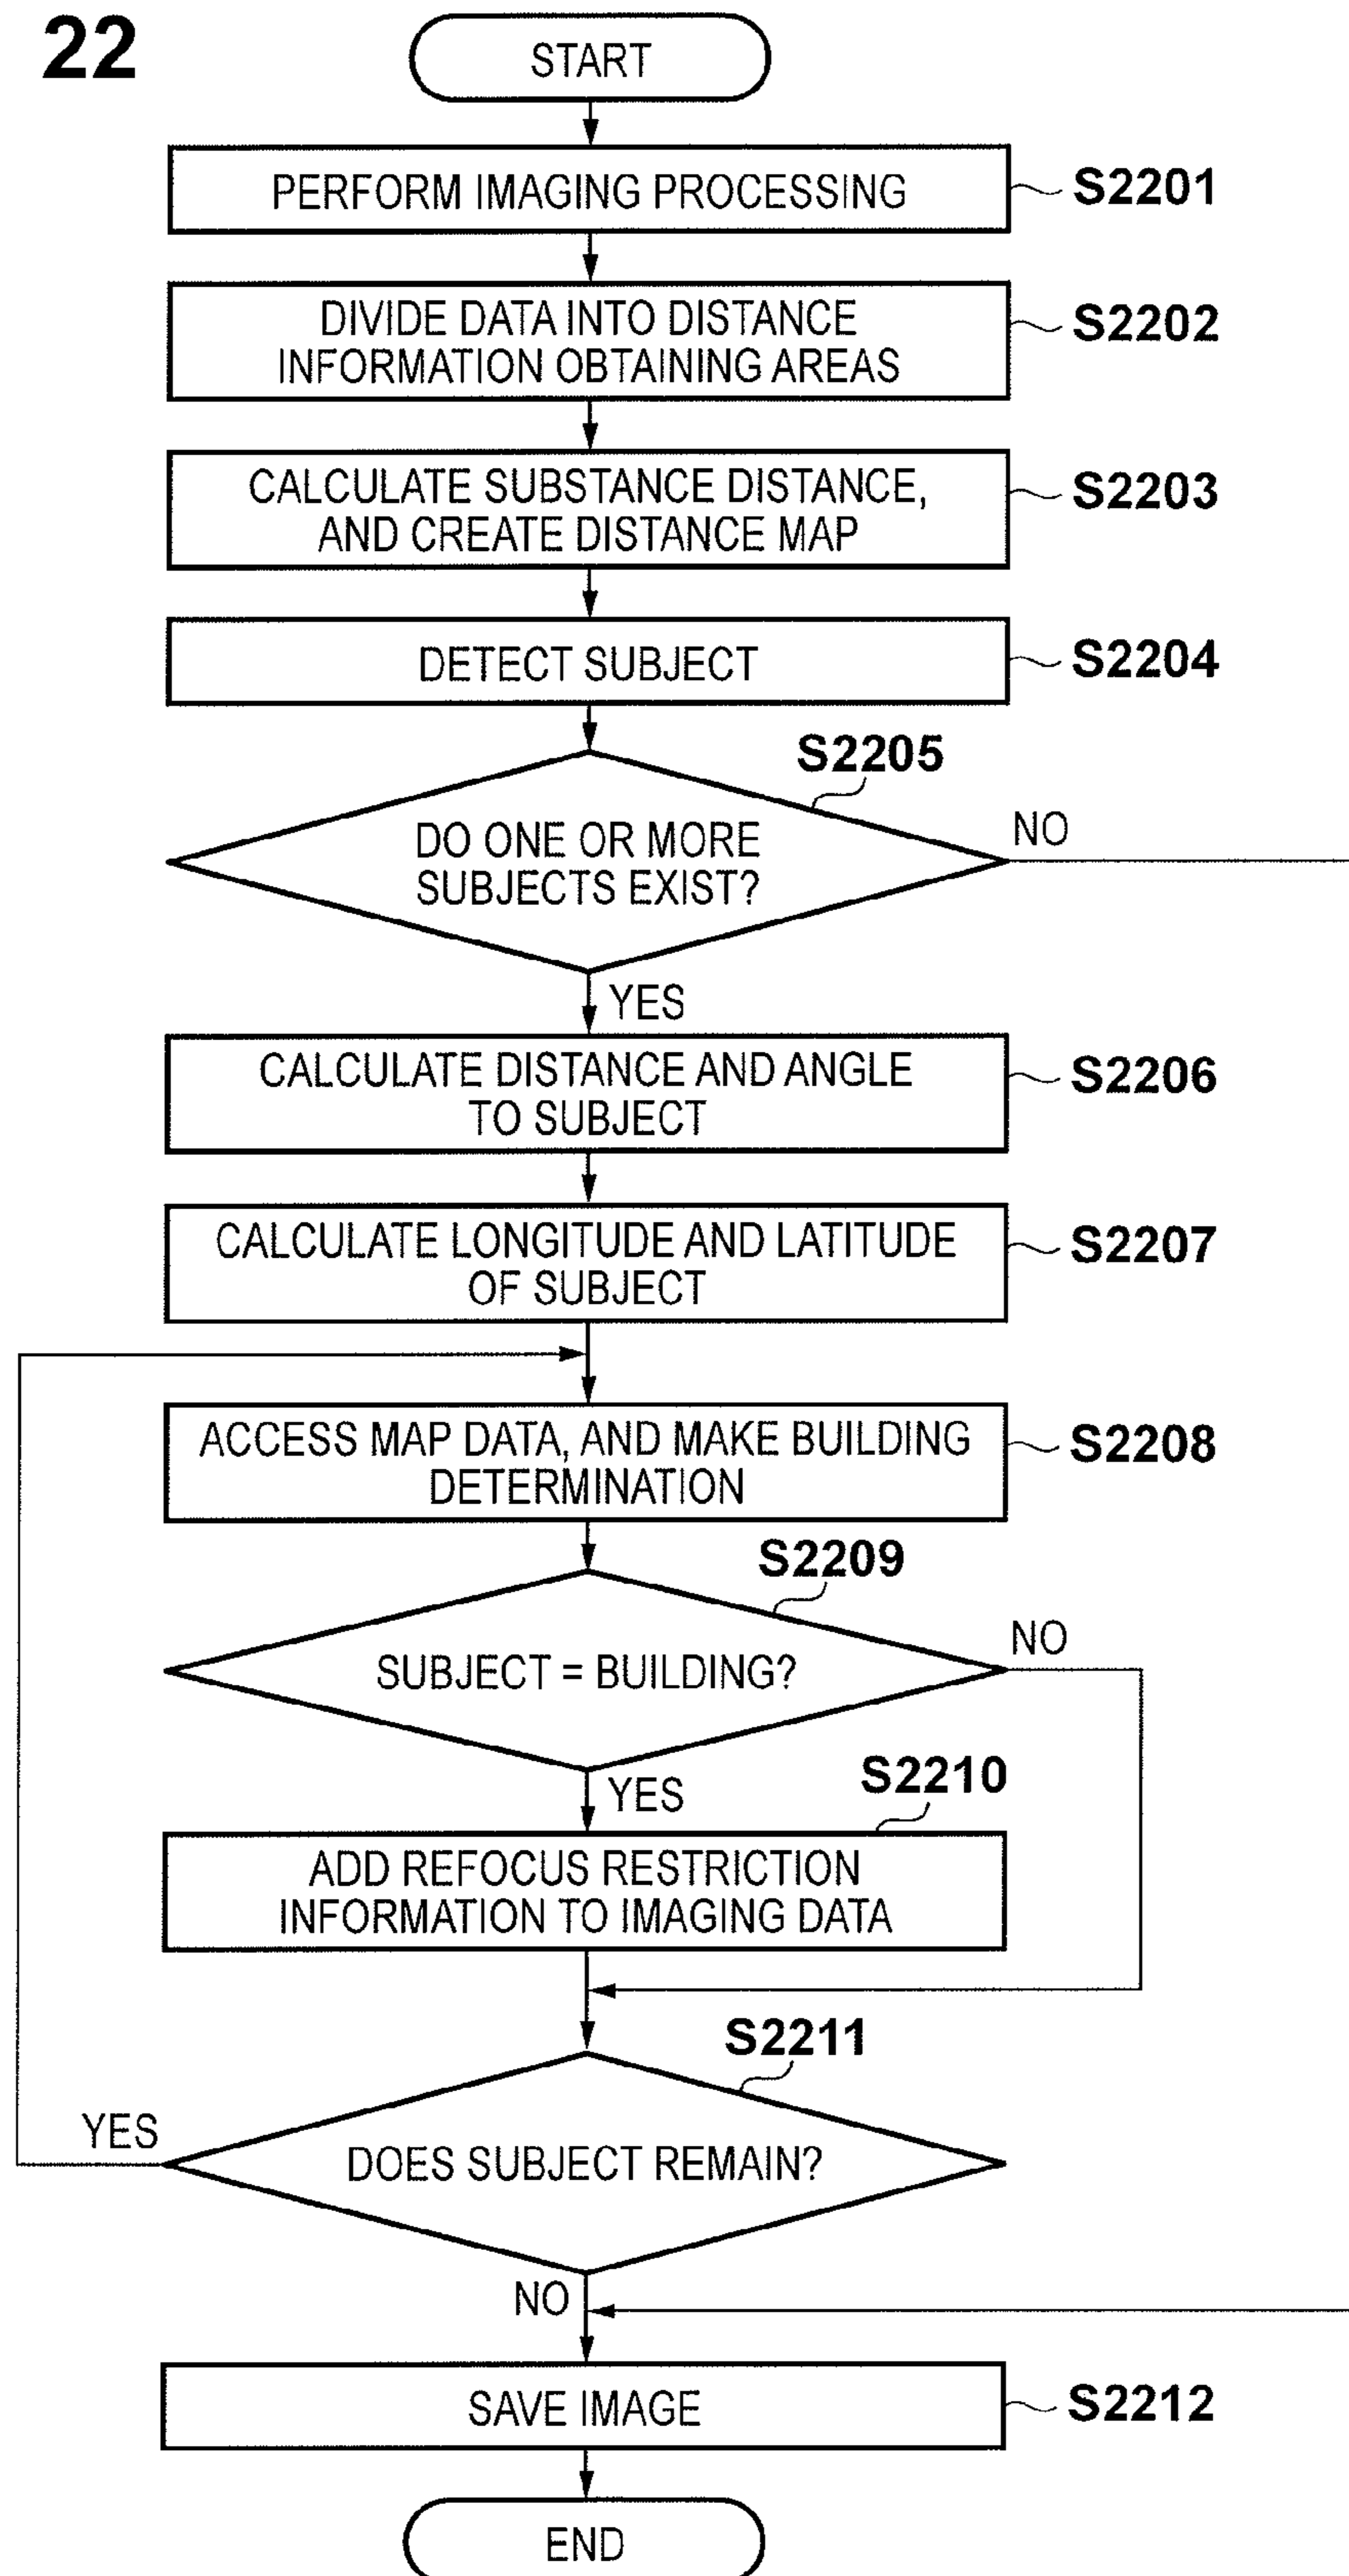 22
START
PERFORM IMAGING PROCESSING
S2201
DIVIDE DATA INTO DISTANCE
INFORMATION OBTAINING AREAS
S2202
CALCULATE SUBSTANCE DISTANCE,
AND CREATE DISTANCE MAP
S2203
DETECT SUBJECT
S2204
S2205
DO ONE OR MORE
SUBJECTS EXIST?
NO
YES
CALCULATE DISTANCE AND ANGLE
TO SUBJECT
S2206
CALCULATE LONGITUDE AND LATITUDE
OF SUBJECT
S2207
ACCESS MAP DATA, AND MAKE BUILDING
DETERMINATION
S2208
S2209
SUBJECT = BUILDING?
NO
YES
S2210
ADD REFOCUS RESTRICTION
INFORMATION TO IMAGING DATA
S2211
YES
DOES SUBJECT REMAIN?
NO
SAVE IMAGE
S2212
END